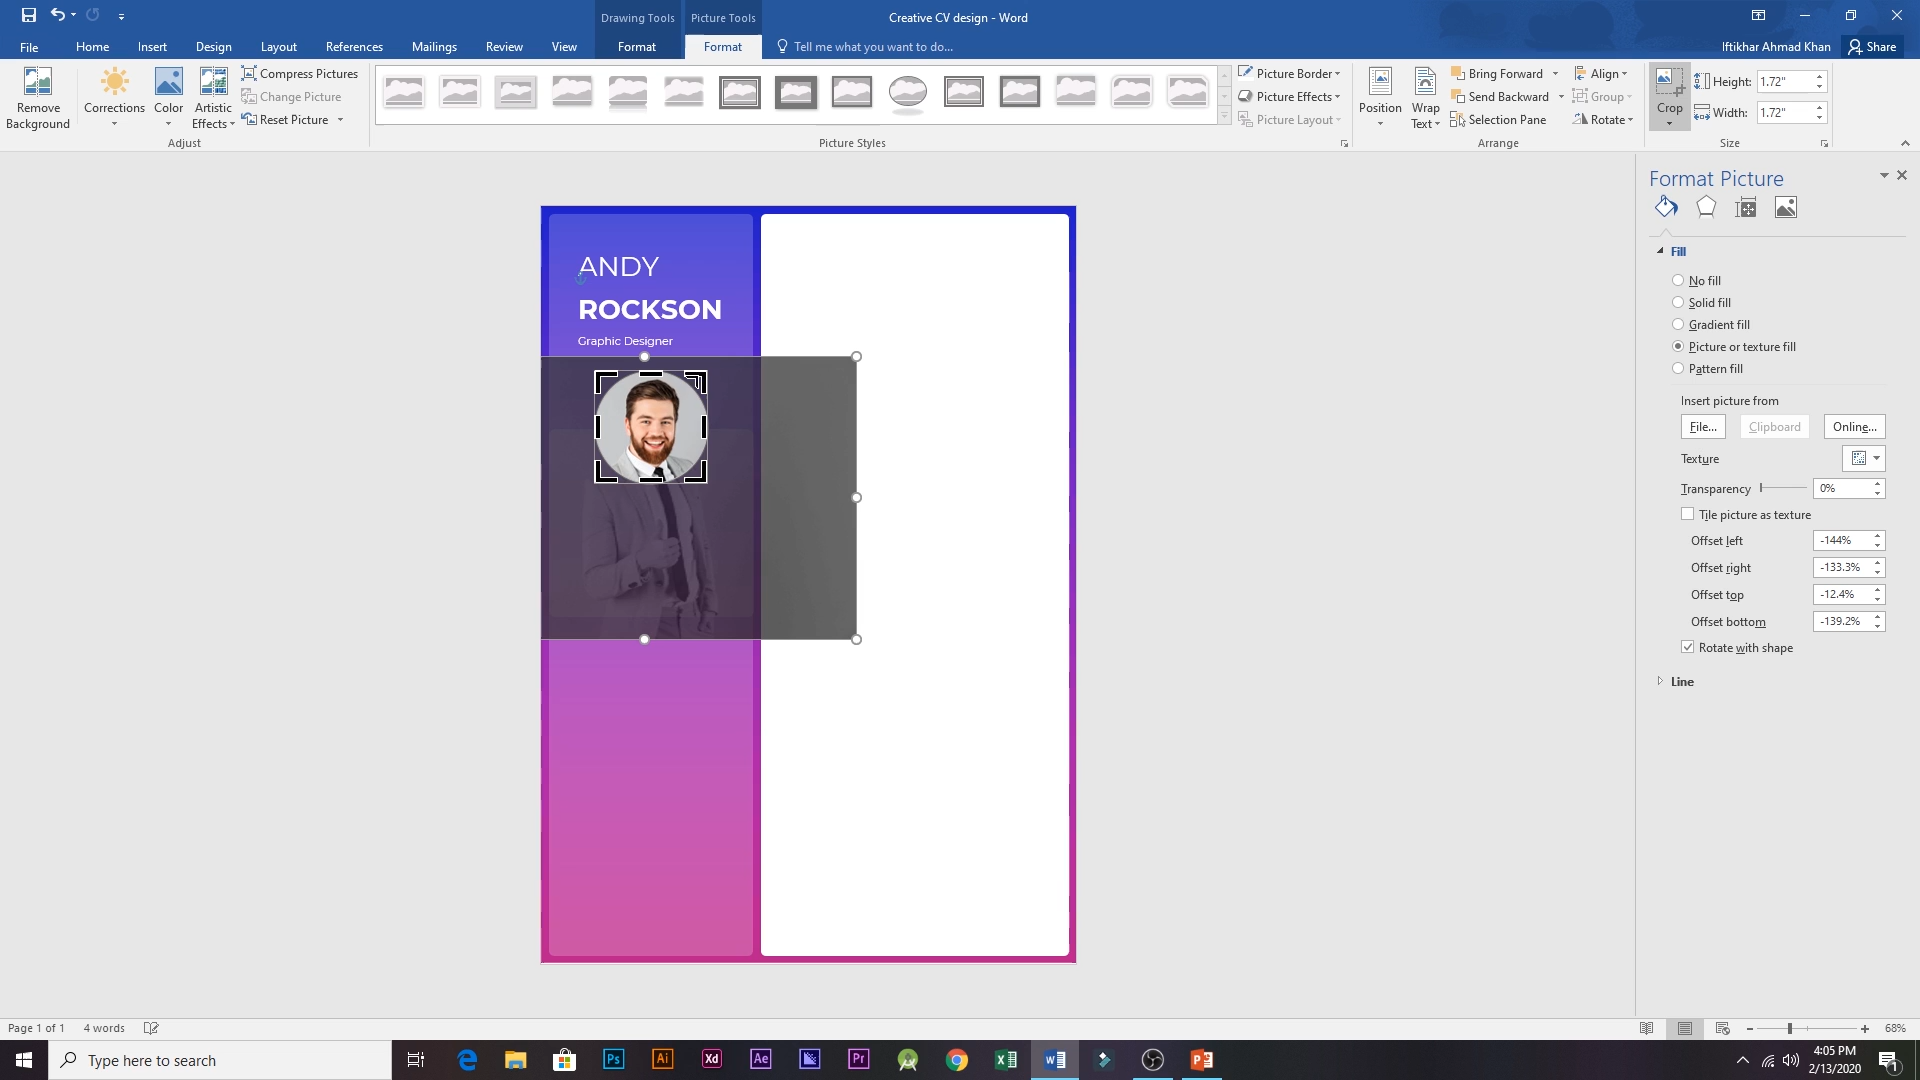 Drawing Tools
Picture Tools
Creative CV design - Word
File
Home
Insert
Design
Layout
References
Mailings
Review
View
Format
Format
Tell me what you want to do...
Iftikhar Ahmad Khan
Share
Remove
Background
Corrections
Color
Artistic
Effects
Compress Pictures
Change Picture
Reset Picture
Adjust
Picture Styles
Picture Border
Picture Effects
Picture Layout
Position
Wrap
Text
Bring Forward
Send Backward
Selection Pane
Align
Group
Rotate
Arrange
Crop
Height: 1.72"
Width: 1.72"
Size
ANDY
ROCKSON
Graphic Designer
Format Picture
Fill
No fill
Solid fill
Gradient fill
Picture or texture fill
Pattern fill
Insert picture from
File...
Clipboard
Online...
Texture
Transparency
0%
Tile picture as texture
Offset left
-144%
Offset right
-133.3%
Offset top
-12.4%
Offset bottom
-139.2%
Rotate with shape
Line
Page 1 of 1
4 words
68%
Type here to search
Ps
Ai
Xd
Ae
Pr
4:05 PM
2/13/2020
1